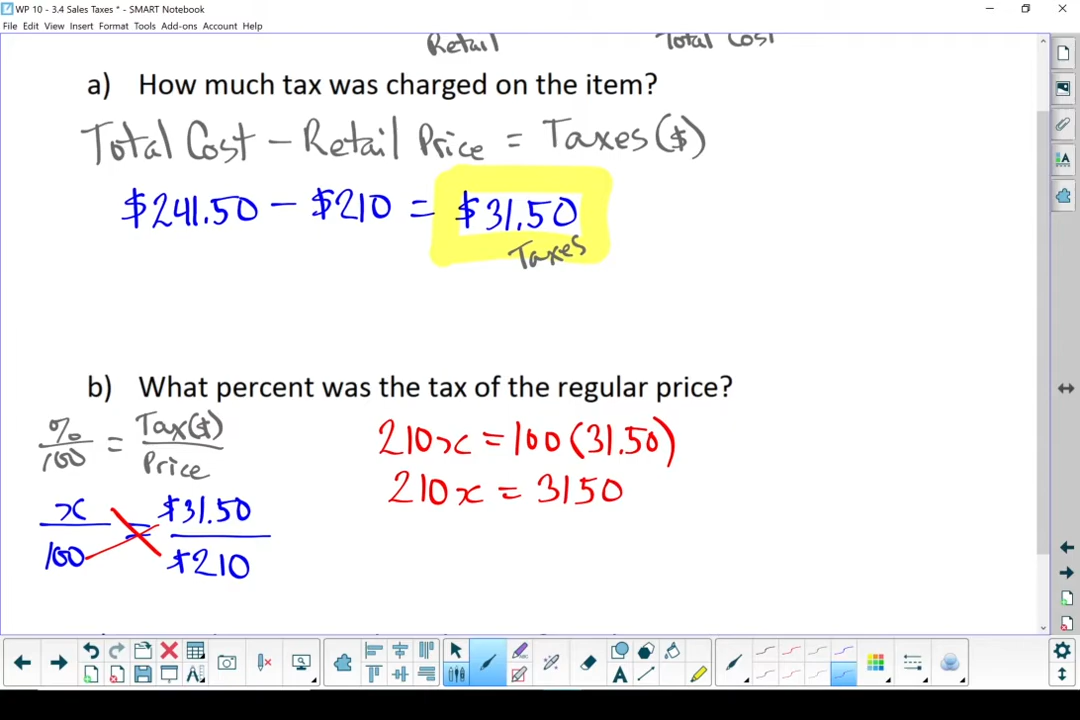 WP 10 - 3.4 Sales Taxes * - SMART Notebook
File Edit View Insert Format Tools Add-ons Account Help
Retail Total Cost
a) How much tax was charged on the item?
Total Cost - Retail Price = Taxes ($)
$241.50 - $210 = $31.50
Taxes
b) What percent was the tax of the regular price?
%/100 = Tax($)/Price
210x = 100(31.50)
210x = 3150
x/100 = $31.50/$210